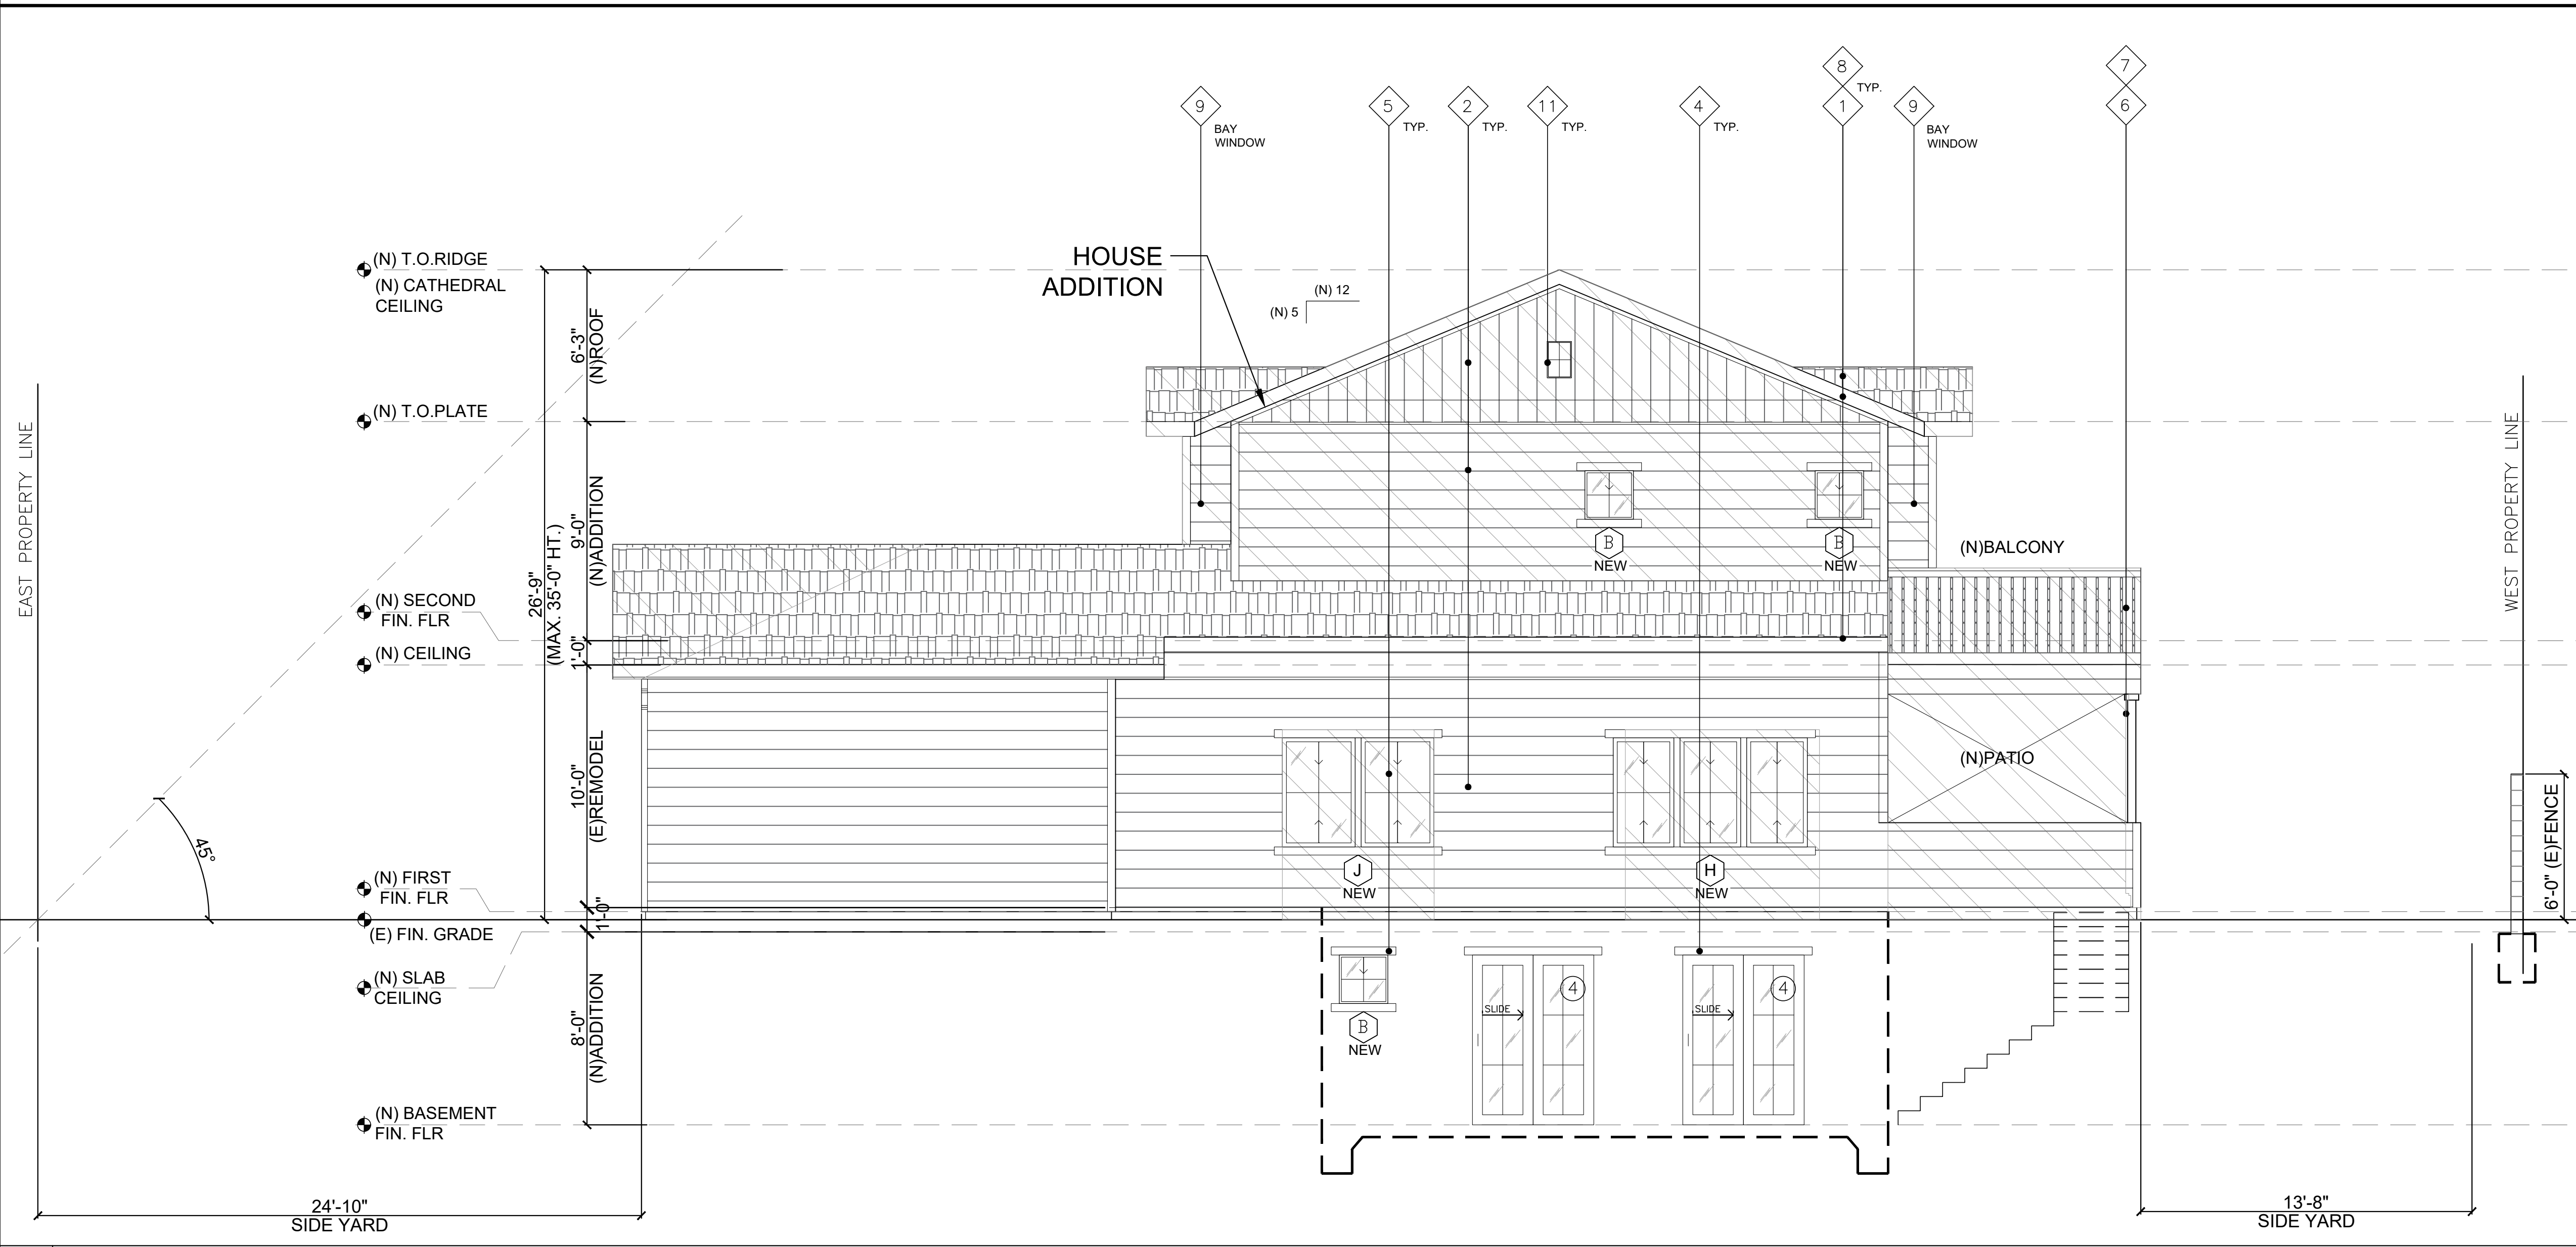 8
TYP.
1
7
6
9
BAY
WINDOW
5
TYP.
2
TYP.
11
TYP.
4
TYP.
9
BAY
WINDOW
HOUSE
ADDITION
(N) 12
(N) 5
EAST PROPERTY LINE
WEST PROPERTY LINE
(N) T.O.RIDGE
(N) CATHEDRAL
CEILING
(N) T.O.PLATE
(N) SECOND
FIN. FLR
(N) CEILING
(N) FIRST
FIN. FLR
(E) FIN. GRADE
(N) SLAB
CEILING
(N) BASEMENT
FIN. FLR
45°
26'-9"
(MAX. 35'-0" HT.)
6'-3"
(N)ROOF
9'-0"
(N)ADDITION
1'-0"
10'-0"
(E)REMODEL
1'-0"
8'-0"
(N)ADDITION
B
NEW
B
NEW
(N)BALCONY
(N)PATIO
J
NEW
H
NEW
B
NEW
SLIDE
4
SLIDE
4
6'-0" (E)FENCE
24'-10"
SIDE YARD
13'-8"
SIDE YARD